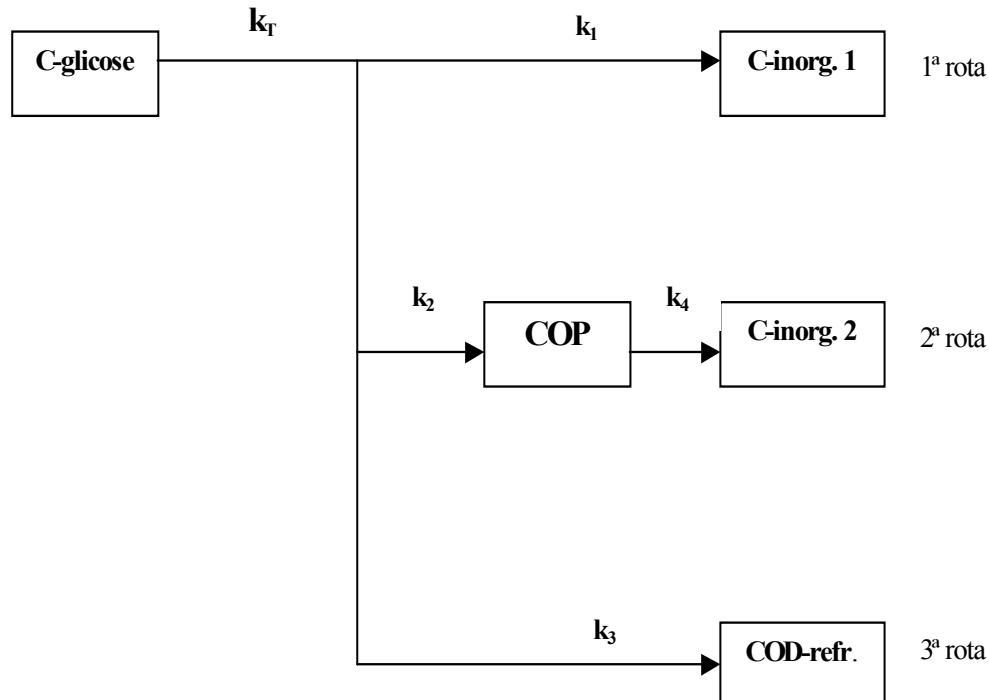 k_T
k_1
C-glicose
C-inorg. 1
1ª rota
k_2
k_4
COP
C-inorg. 2
2ª rota
k_3
COD-refr.
3ª rota